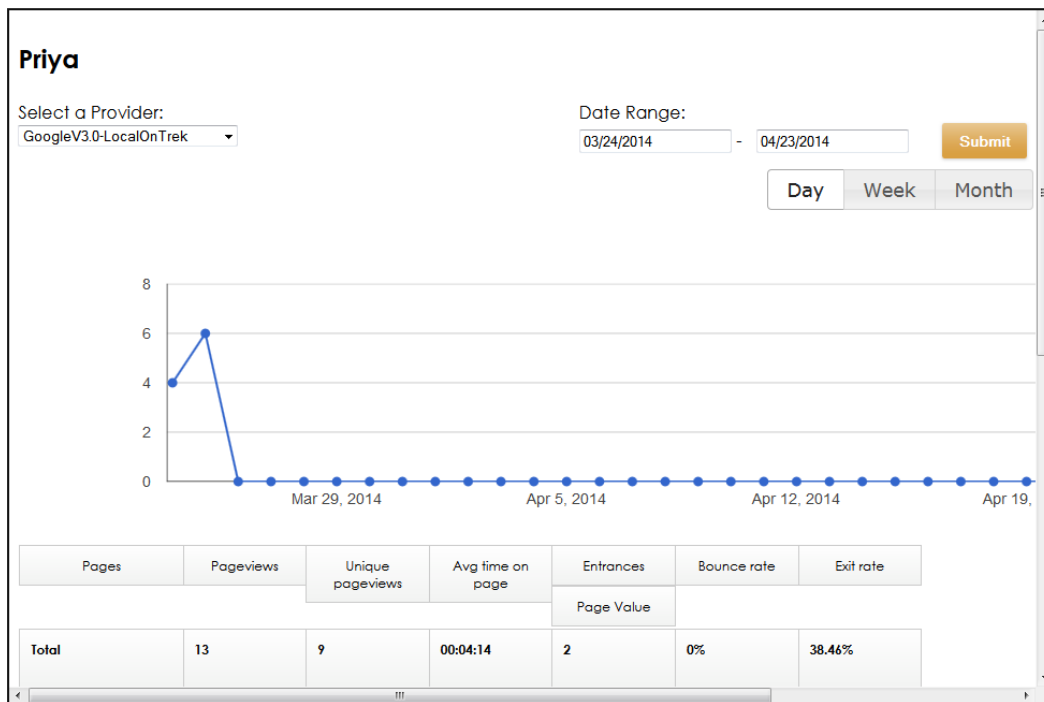 Priya
Select a Provider:
GoogleV3.0-LocalOnTrek
Date Range:
03/24/2014 - 04/23/2014
Submit
Day Week Month
8
6
4
2
0
Mar 29, 2014 Apr 5, 2014 Apr 12, 2014 Apr 19,
Pages Pageviews Unique pageviews Avg time on page Entrances Bounce rate Exit rate
Page Value
Total 13 9 00:04:14 2 0% 38.46%